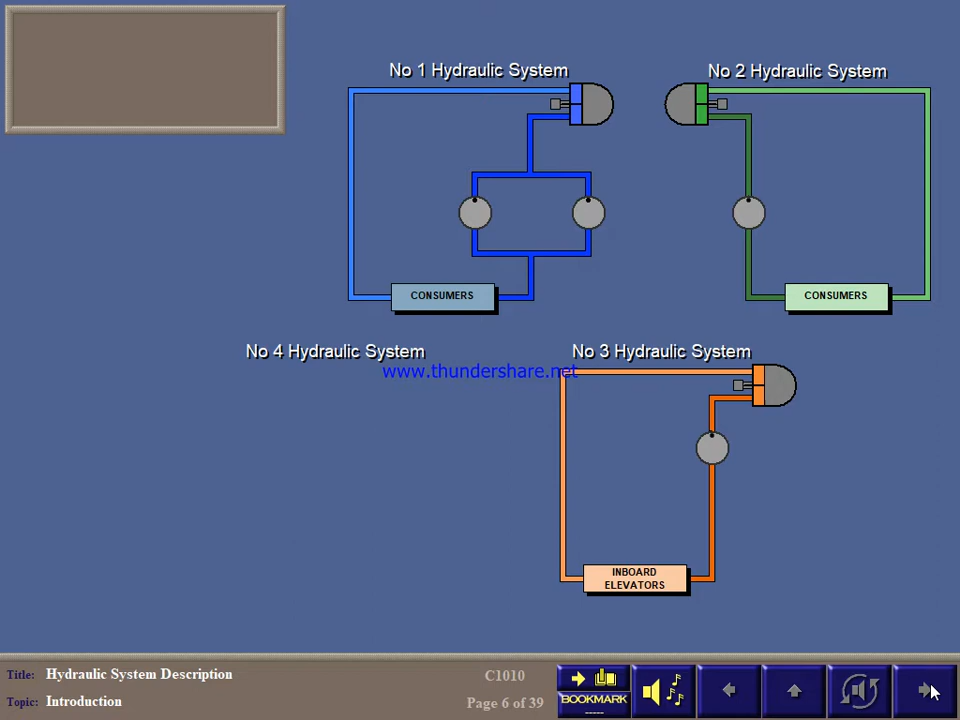 No 1 Hydraulic System
No 2 Hydraulic System
CONSUMERS
CONSUMERS
No 4 Hydraulic System
No 3 Hydraulic System
www.thundershare.net
INBOARD
ELEVATORS
Title: Hydraulic System Description
C1010
Topic: Introduction
Page 6 of 39
BOOKMARK